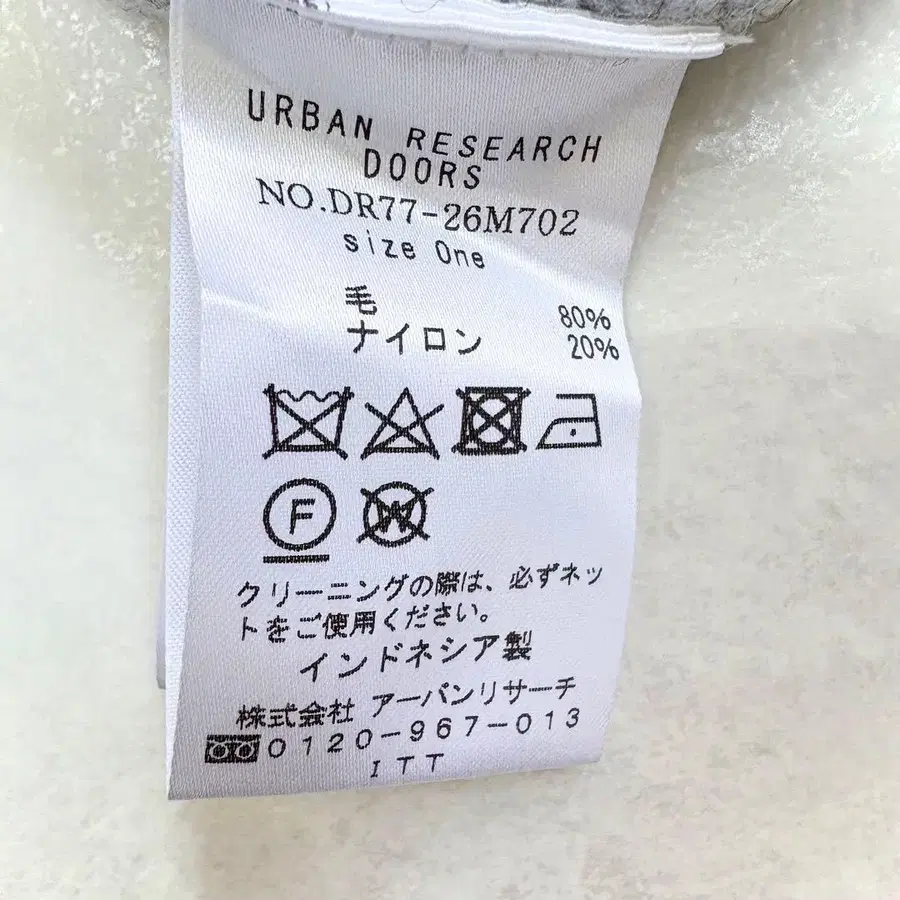 URBAN RESEARCH
DOORS
NO.DR77-26M702
size One
毛 80%
ナイロン 20%
F
W
クリーニングの際は、必ずネッ
トをご使用ください。
インドネシア製
株式会社 アーバンリサーチ
0120-967-013
ITT